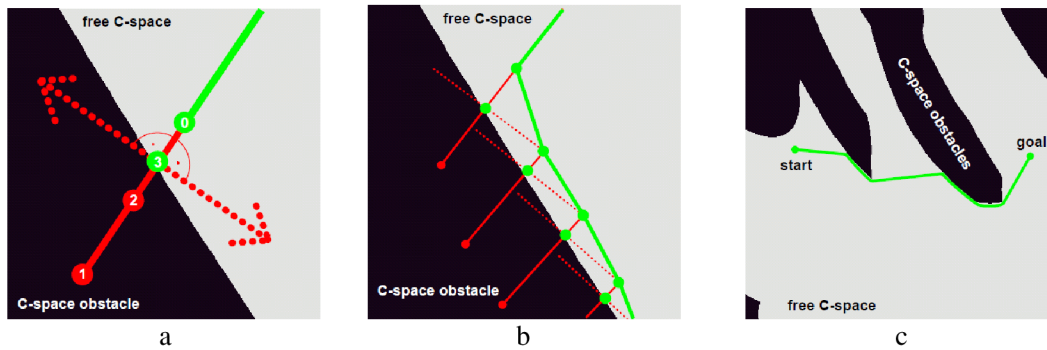 free C-space
0
3
2
1
C-space obstacle
a
free C-space
C-space obstacle
b
C-space obstacles
start
goal
free C-space
c